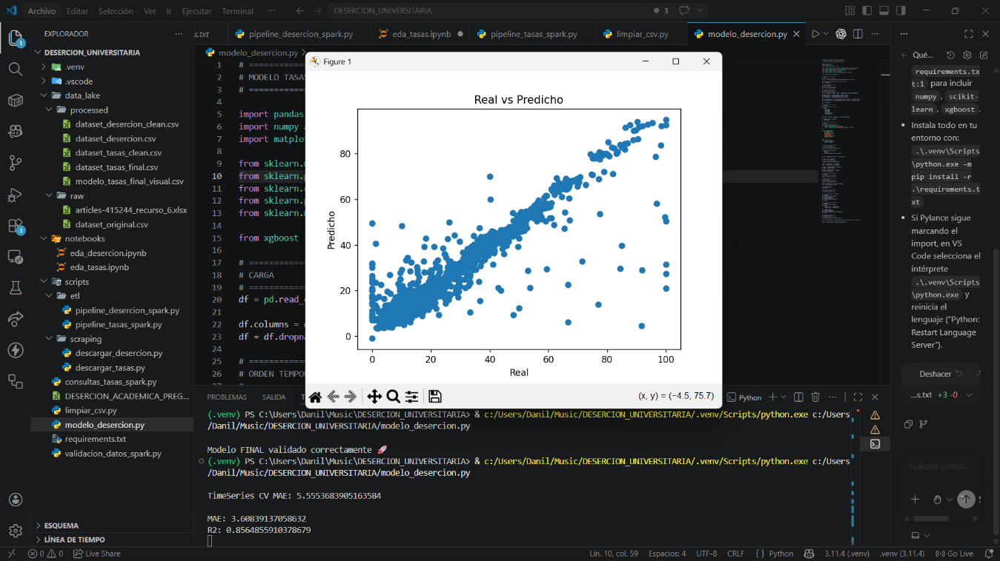 Archivo Editar Selección Ver Ir Ejecutar Terminal ··· DESERCION_UNIVERSITARIA 3
EXPLORADOR ···
s.txt pipeline_desercion_spark.py eda_tasas.ipynb pipeline_tasas_spark.py limpiar_csv.py modelo_desercion.py ···
DESERCION_UNIVERSITARIA
.venv
.vscode
data_lake
processed
dataset_desercion_clean.csv
dataset_desercion.csv
dataset_tasas_clean.csv
dataset_tasas_final.csv
modelo_tasas_final_visual.csv
raw
articles-415244_recurso_6.xlsx
dataset_original.csv
notebooks
eda_desercion.ipynb
eda_tasas.ipynb
scripts
etl
pipeline_desercion_spark.py
pipeline_tasas_spark.py
scraping
descargar_desercion.py
descargar_tasas.py
consultas_tasas_spark.py
DESERCION_ACADEMICA_PREG...
limpiar_csv.py
modelo_desercion.py
requirements.txt
validacion_datos_spark.py
ESQUEMA
LÍNEA DE TIEMPO
1
3
modelo_desercion.py >
1 # ============
2 # MODELO TASAS
3 # ============
4
5 import pandas
6 import numpy
7 import matplot
8
9 from sklearn.
10 from sklearn.
11 from sklearn.
12 from sklearn.
13 from sklearn.
14
15 from xgboost
16
17 # ============
18 # CARGA
19 # ============
20 df = pd.read_
21
22 df.columns =
23 df = df.dropn
24
25 # ============
26 # ORDEN TEMPO
Figure 1
Real vs Predicho
Predicho
80
60
40
20
0
0 20 40 60 80 100
Real
(x, y) = (−4.5, 75.7)
PROBLEMAS SALIDA Python ···
(.venv) PS C:\Users\Danil\Music\DESERCION_UNIVERSITARIA> & c:/Users/Danil/Music/DESERCION_UNIVERSITARIA/.venv/Scripts/python.exe c:/Users
/Danil/Music/DESERCION_UNIVERSITARIA/modelo_desercion.py
Modelo FINAL validado correctamente 🚀
(.venv) PS C:\Users\Danil\Music\DESERCION_UNIVERSITARIA> & c:/Users/Danil/Music/DESERCION_UNIVERSITARIA/.venv/Scripts/python.exe c:/Users
/Danil/Music/DESERCION_UNIVERSITARIA/modelo_desercion.py
TimeSeries CV MAE: 5.5553683905163584
MAE: 3.60839137058632
R2: 0.8564855910378679
···
Qué...
requirements.tx
t:1 para incluir
numpy , scikit-
learn , xgboost .
• Instala todo en tu
entorno con:
.\.venv\Scripts
\python.exe -m
pip install -r
.\requirements.t
xt
• Si Pylance sigue
marcando el
import, en VS
Code selecciona el
intérprete
.\.venv\Scripts
\python.exe y
reinicia el
lenguaje ("Python:
Restart Language
Server").
Deshacer
...s.txt +3 -0
Solicitar cambi...
0 0 Live Share Lín. 10, col. 59 Espacios: 4 UTF-8 CRLF { } Python 3.11.4 (.venv) .venv (3.11.4) Go Live